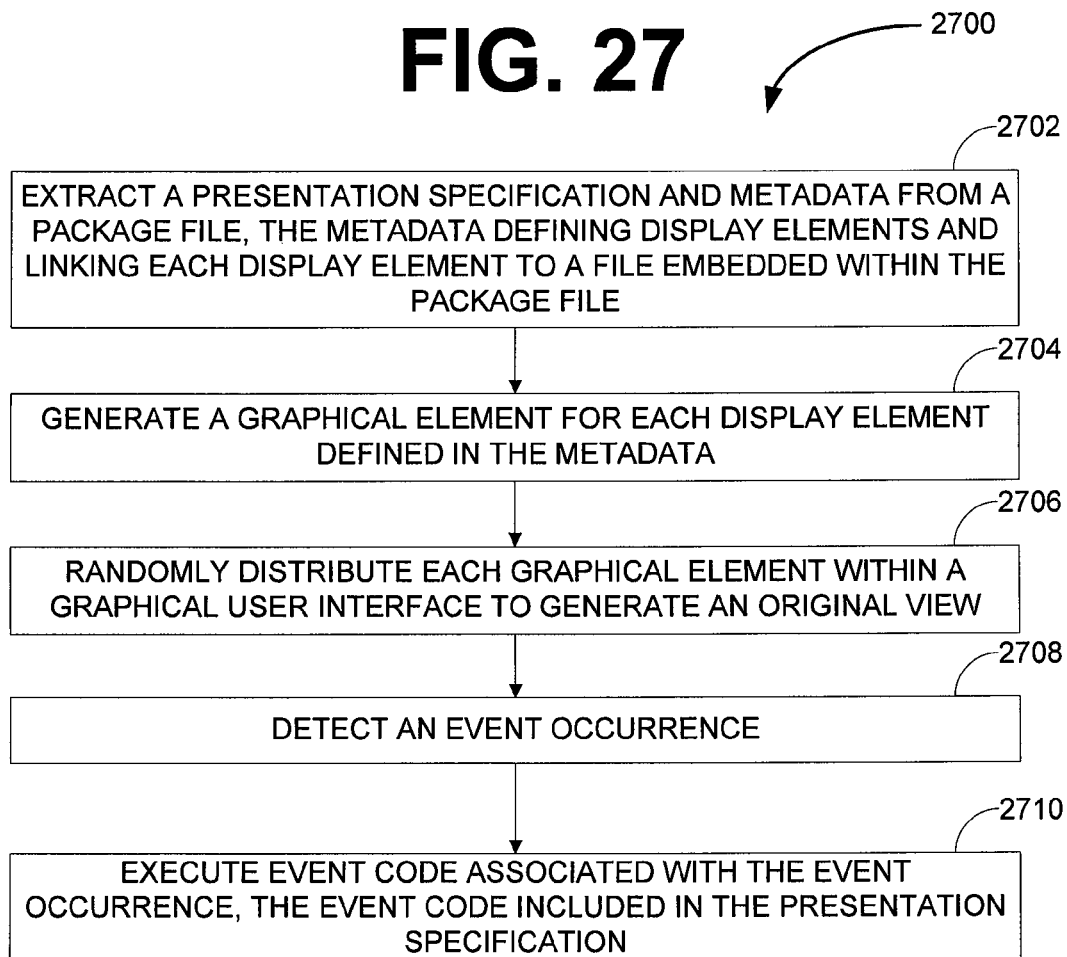 FIG. 27
2700
2702
EXTRACT A PRESENTATION SPECIFICATION AND METADATA FROM A
PACKAGE FILE, THE METADATA DEFINING DISPLAY ELEMENTS AND
LINKING EACH DISPLAY ELEMENT TO A FILE EMBEDDED WITHIN THE
PACKAGE FILE
2704
GENERATE A GRAPHICAL ELEMENT FOR EACH DISPLAY ELEMENT
DEFINED IN THE METADATA
2706
RANDOMLY DISTRIBUTE EACH GRAPHICAL ELEMENT WITHIN A
GRAPHICAL USER INTERFACE TO GENERATE AN ORIGINAL VIEW
2708
DETECT AN EVENT OCCURRENCE
2710
EXECUTE EVENT CODE ASSOCIATED WITH THE EVENT
OCCURRENCE, THE EVENT CODE INCLUDED IN THE PRESENTATION
SPECIFICATION